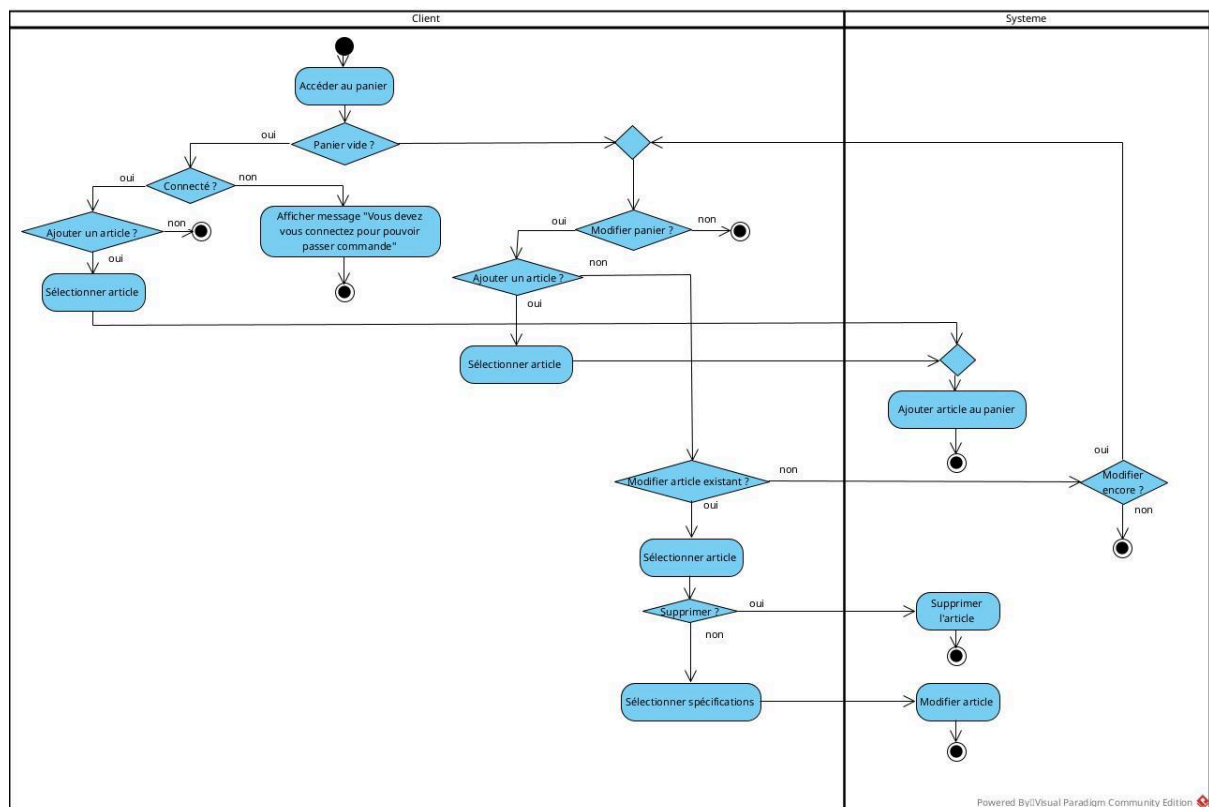 Client
Systeme
Accéder au panier
oui
Panier vide ?
oui
Connecté ?
non
Ajouter un article ?
non
Afficher message "Vous devez
vous connectez pour pouvoir
passer commande"
oui
Modifier panier ?
non
oui
Sélectionner article
Ajouter un article ?
non
oui
Sélectionner article
Ajouter article au panier
oui
Modifier article existant ?
non
Modifier
encore ?
oui
non
Sélectionner article
Supprimer ?
oui
Supprimer
l'article
non
Sélectionner spécifications
Modifier article
Powered By Visual Paradigm Community Edition